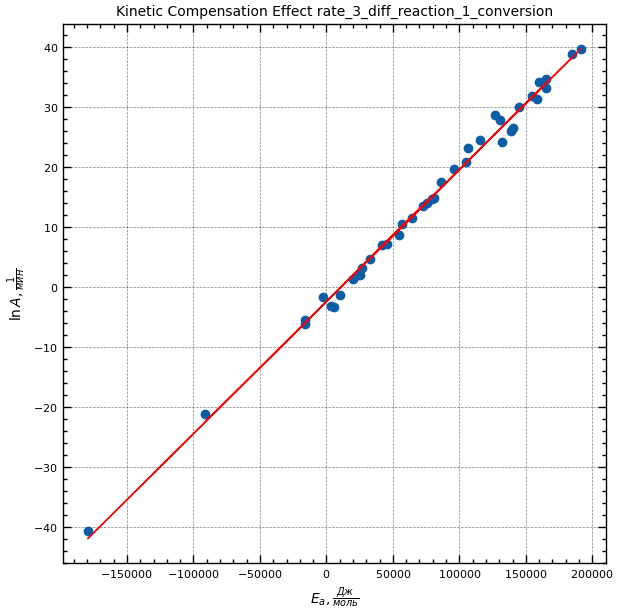 Kinetic Compensation Effect rate_3_diff_reaction_1_conversion
40
30
20
10
0
−10
−20
−30
−40
ln A, 1/мин
−150000 −100000 −50000 0 50000 100000 150000 200000
Eₐ, Дж/моль